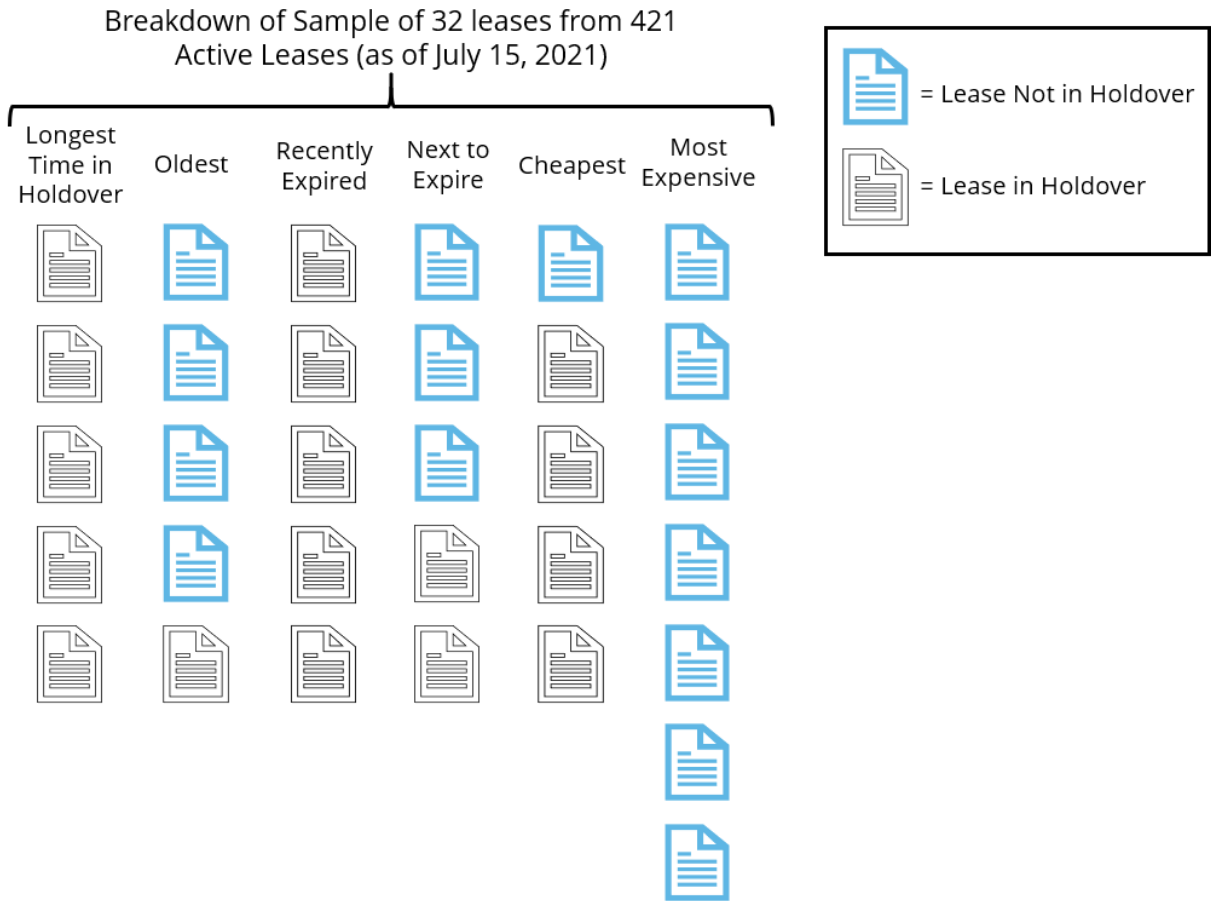 Breakdown of Sample of 32 leases from 421
Active Leases (as of July 15, 2021)
Longest
Time in
Holdover
Oldest
Recently
Expired
Next to
Expire
Cheapest
Most
Expensive
= Lease Not in Holdover
= Lease in Holdover